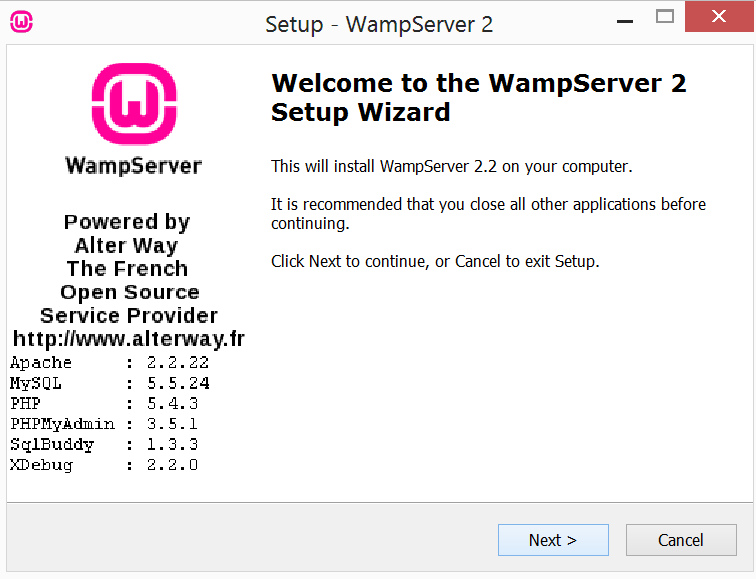 Setup - WampServer 2
WampServer
Powered by
Alter Way
The French
Open Source
Service Provider
http://www.alterway.fr
Apache : 2.2.22
MySQL : 5.5.24
PHP : 5.4.3
PHPMyAdmin : 3.5.1
SqlBuddy : 1.3.3
XDebug : 2.2.0
Welcome to the WampServer 2
Setup Wizard
This will install WampServer 2.2 on your computer.
It is recommended that you close all other applications before
continuing.
Click Next to continue, or Cancel to exit Setup.
Next >
Cancel